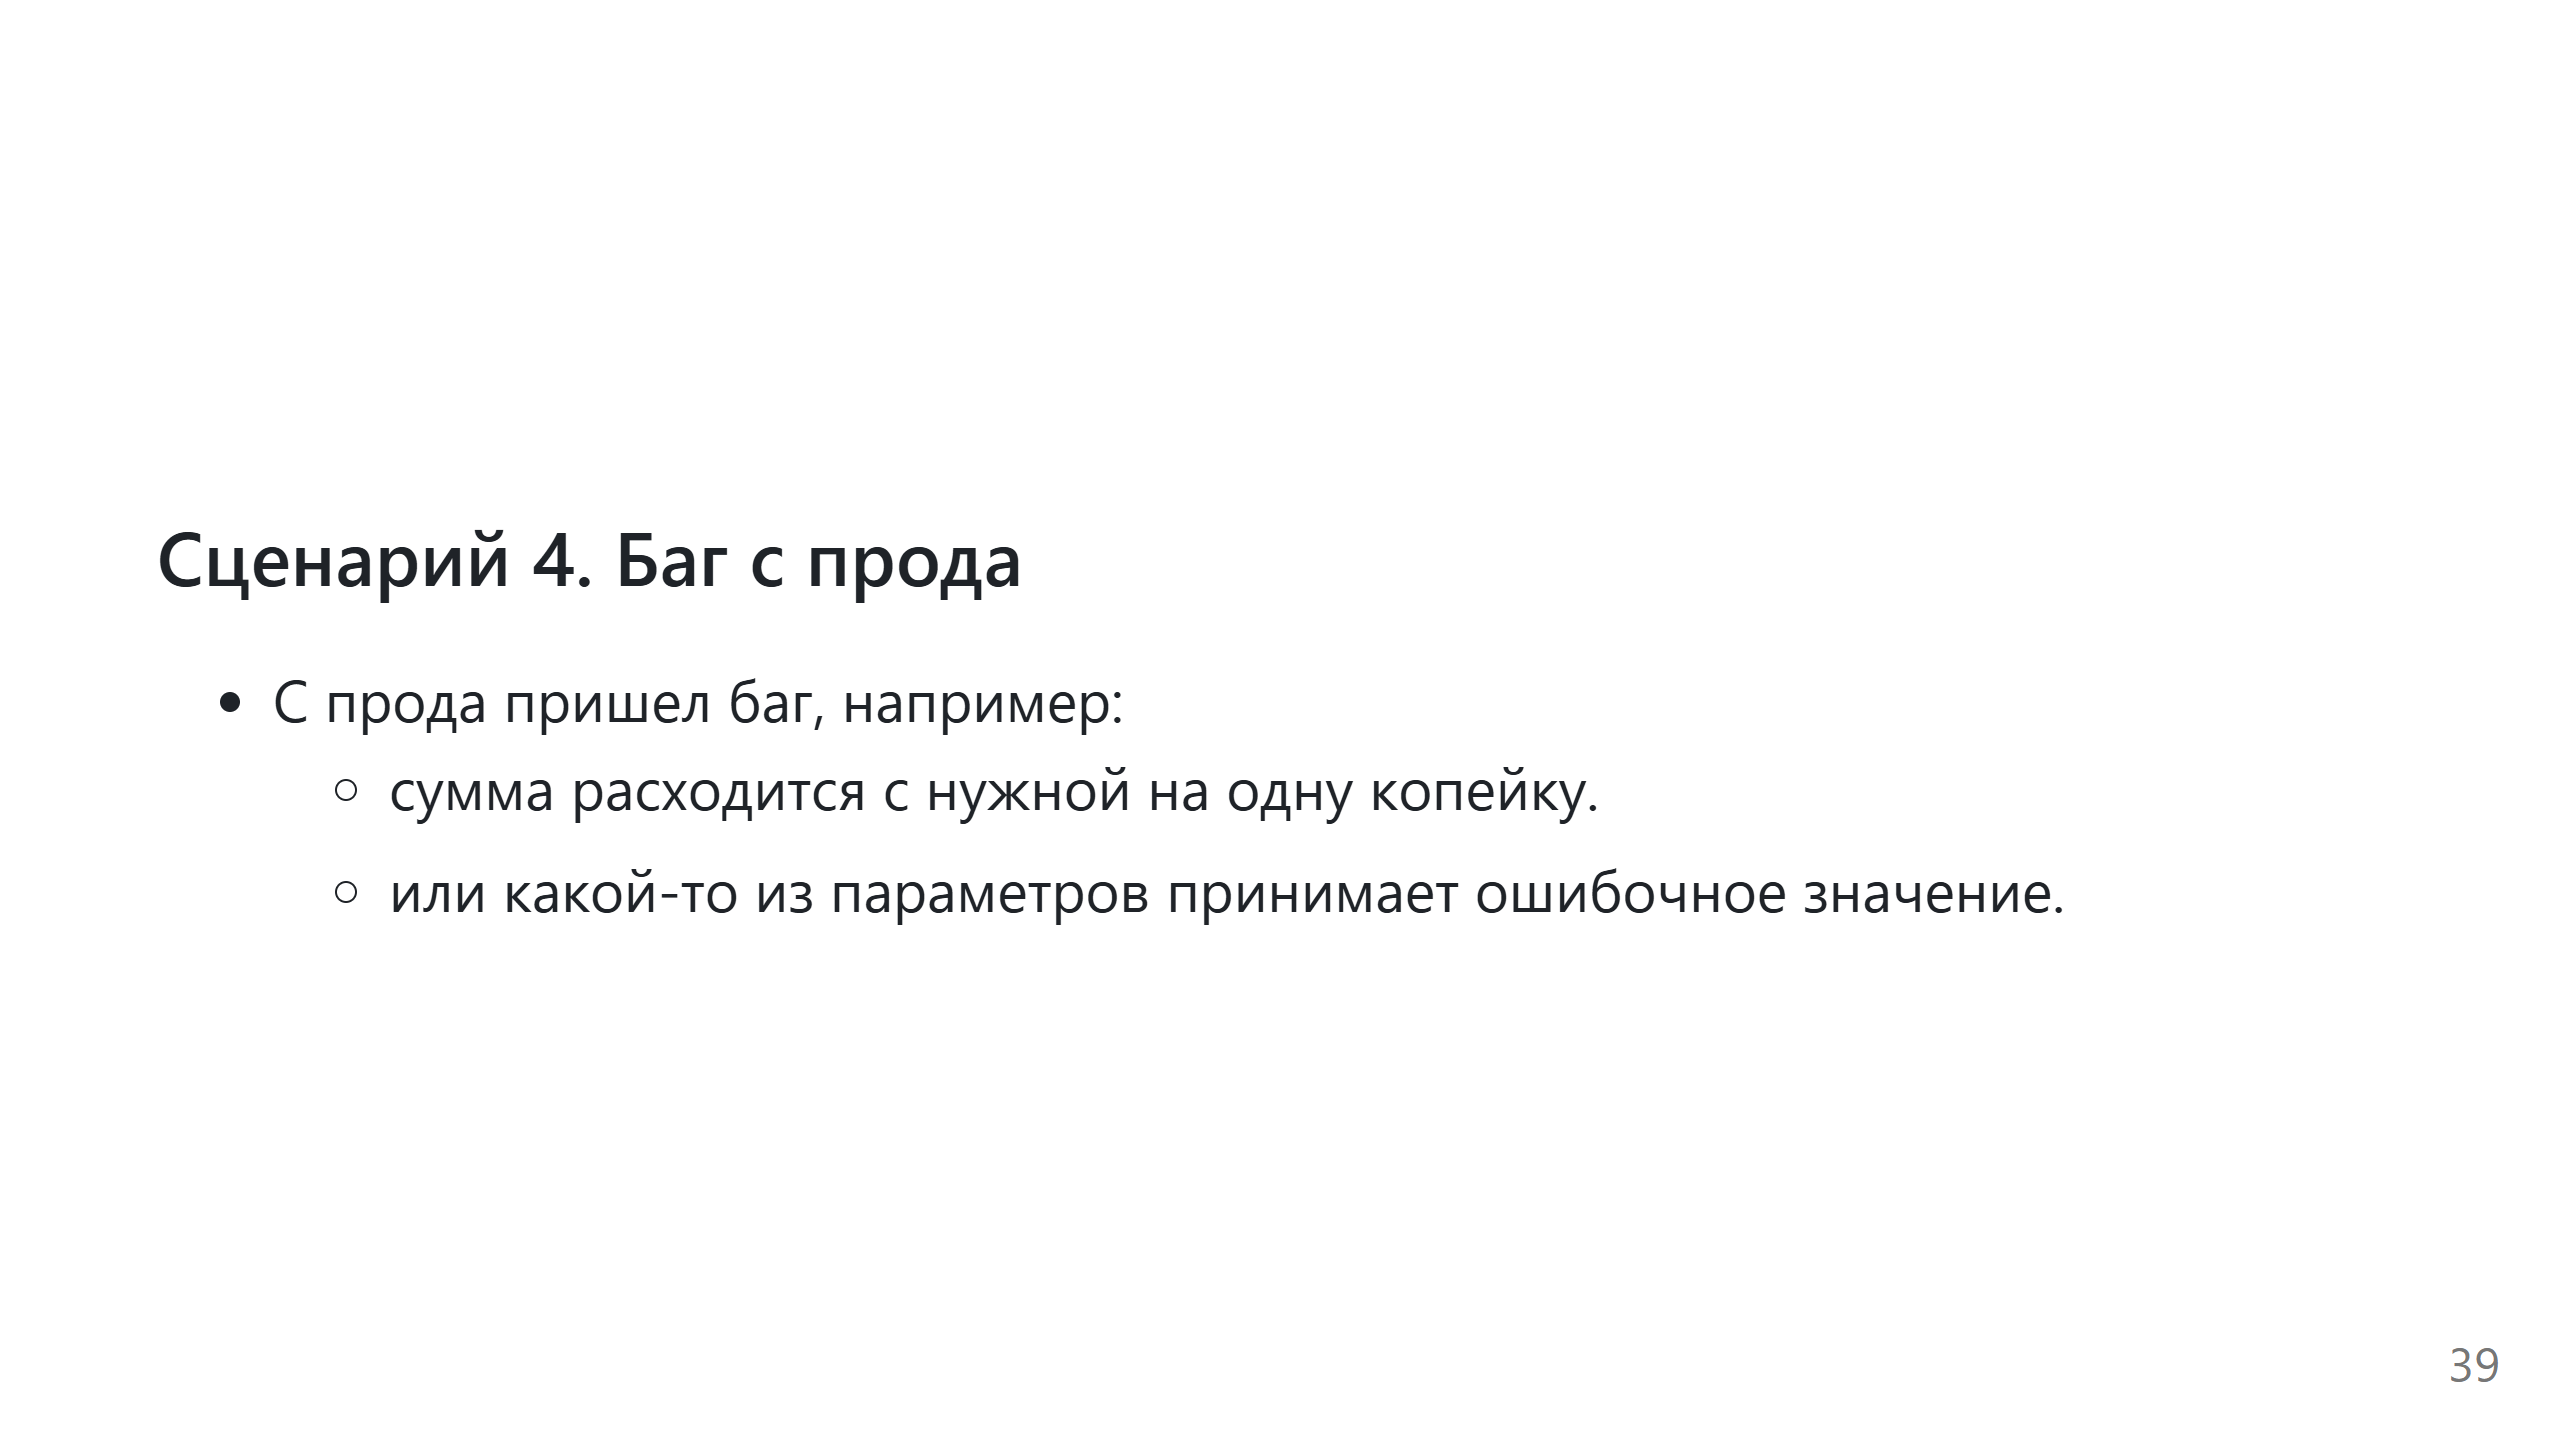 Сценарий 4. Баг с прода
• С прода пришел баг, например:
○ сумма расходится с нужной на одну копейку.
○ или какой-то из параметров принимает ошибочное значение.
39